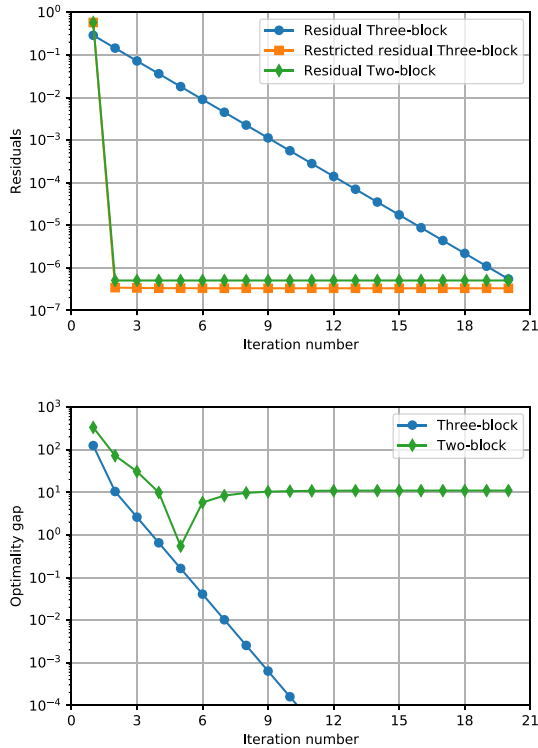 10^0
10^-1
10^-2
10^-3
10^-4
10^-5
10^-6
10^-7
Residuals
Residual Three-block
Restricted residual Three-block
Residual Two-block
0 3 6 9 12 15 18 21
Iteration number
10^3
10^2
10^1
10^0
10^-1
10^-2
10^-3
10^-4
Optimality gap
Three-block
Two-block
0 3 6 9 12 15 18 21
Iteration number